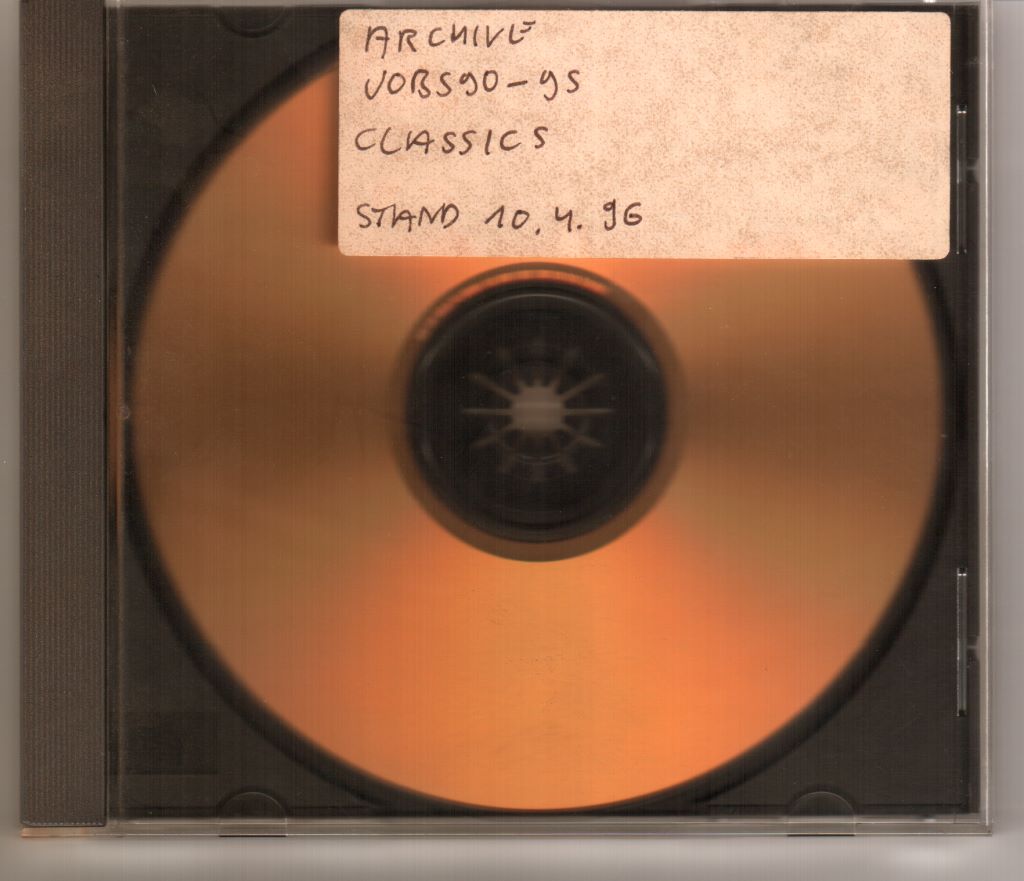 ARCHIVE
JOBS90-95
CLASSICS
STAND 10.4.96